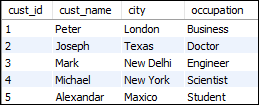 cust_id cust_name city occupation
1 Peter London Business
2 Joseph Texas Doctor
3 Mark New Delhi Engineer
4 Michael New York Scientist
5 Alexandar Maxico Student